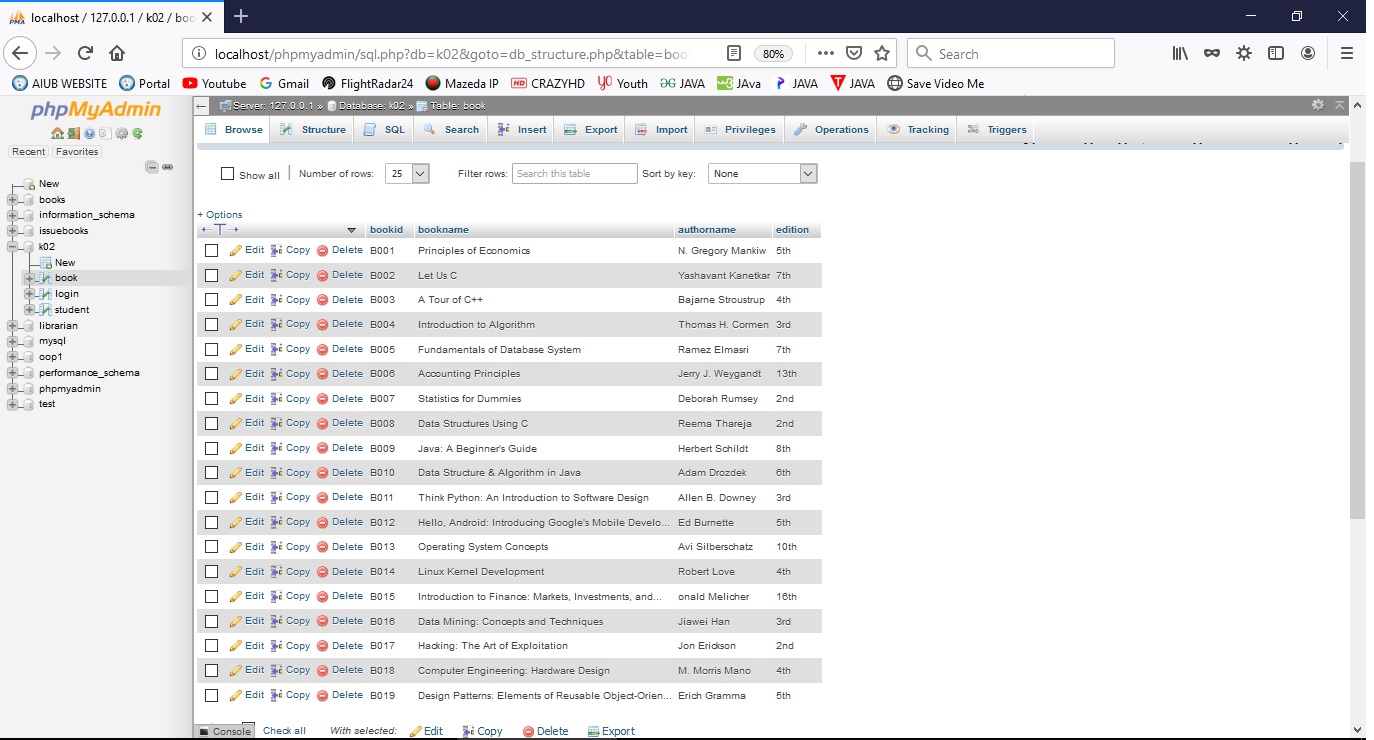 localhost / 127.0.0.1 / k02 / boo
localhost/phpmyadmin/sql.php?db=k02&goto=db_structure.php&table=boo 80% Search
AIUB WEBSITE Portal Youtube Gmail FlightRadar24 Mazeda IP CRAZYHD Youth JAVA JAva JAVA JAVA Save Video Me
phpMyAdmin
Recent Favorites
New
books
information_schema
issuebooks
k02
New
book
login
student
librarian
mysql
oop1
performance_schema
phpmyadmin
test
Server: 127.0.0.1 » Database: k02 » Table: book
Browse Structure SQL Search Insert Export Import Privileges Operations Tracking Triggers
Show all Number of rows: 25 Filter rows: Search this table Sort by key: None
+ Options
bookid bookname authorname edition
Edit Copy Delete B001 Principles of Economics N. Gregory Mankiw 5th
Edit Copy Delete B002 Let Us C Yashavant Kanetkar 7th
Edit Copy Delete B003 A Tour of C++ Bajarne Stroustrup 4th
Edit Copy Delete B004 Introduction to Algorithm Thomas H. Cormen 3rd
Edit Copy Delete B005 Fundamentals of Database System Ramez Elmasri 7th
Edit Copy Delete B006 Accounting Principles Jerry J. Weygandt 13th
Edit Copy Delete B007 Statistics for Dummies Deborah Rumsey 2nd
Edit Copy Delete B008 Data Structures Using C Reema Thareja 2nd
Edit Copy Delete B009 Java: A Beginner's Guide Herbert Schildt 8th
Edit Copy Delete B010 Data Structure & Algorithm in Java Adam Drozdek 6th
Edit Copy Delete B011 Think Python: An Introduction to Software Design Allen B. Downey 3rd
Edit Copy Delete B012 Hello, Android: Introducing Google's Mobile Develo... Ed Burnette 5th
Edit Copy Delete B013 Operating System Concepts Avi Silberschatz 10th
Edit Copy Delete B014 Linux Kernel Development Robert Love 4th
Edit Copy Delete B015 Introduction to Finance: Markets, Investments, and... onald Melicher 16th
Edit Copy Delete B016 Data Mining: Concepts and Techniques Jiawei Han 3rd
Edit Copy Delete B017 Hacking: The Art of Exploitation Jon Erickson 2nd
Edit Copy Delete B018 Computer Engineering: Hardware Design M. Morris Mano 4th
Edit Copy Delete B019 Design Patterns: Elements of Reusable Object-Orien... Erich Gramma 5th
Console Check all With selected: Edit Copy Delete Export